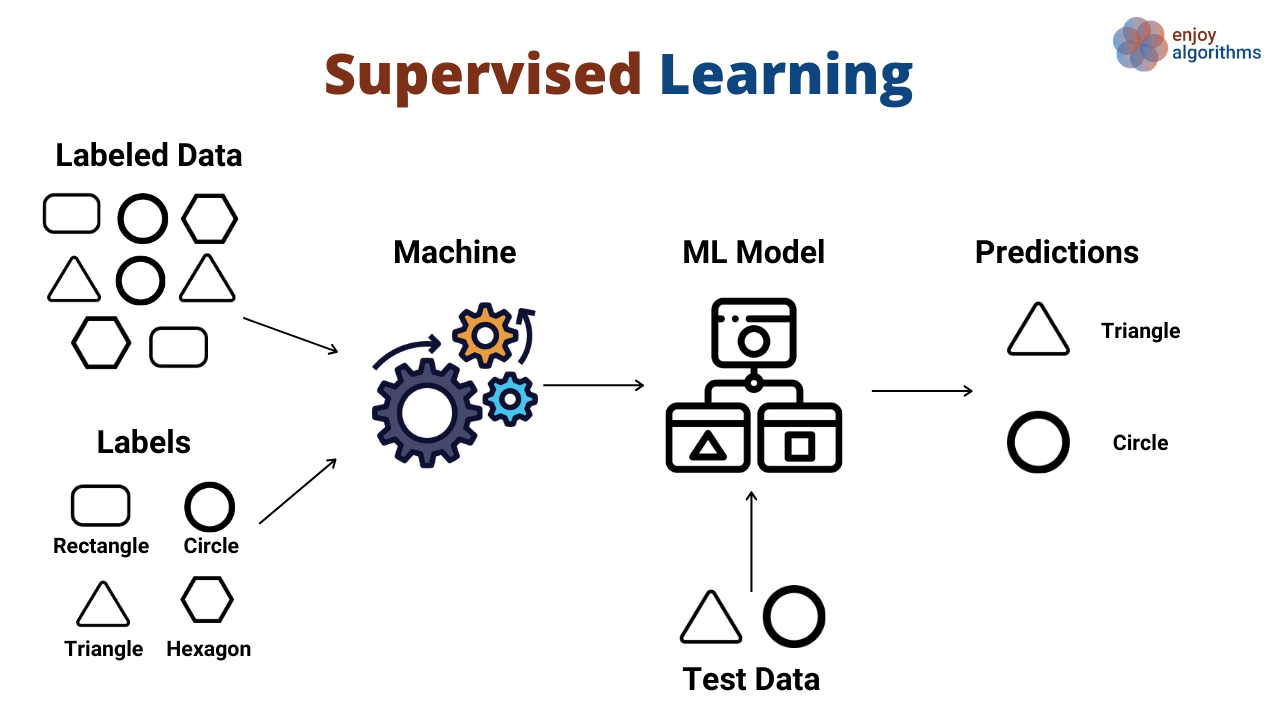 enjoy
algorithms
Supervised Learning
Labeled Data
Machine
ML Model
Predictions
Triangle
Circle
Labels
Rectangle
Circle
Triangle
Hexagon
Test Data